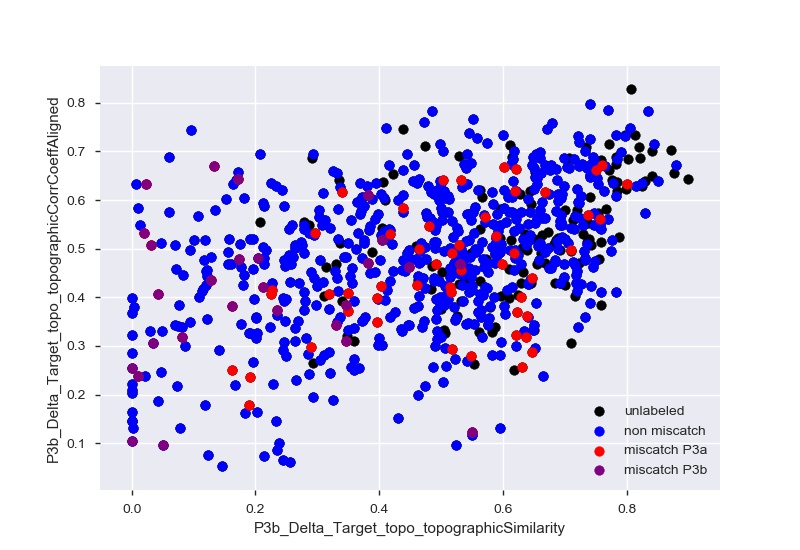 0.8
0.7
0.6
0.5
0.4
0.3
0.2
0.1
P3b_Delta_Target_topo_topographicCorrCoeffAligned
unlabeled
non miscatch
miscatch P3a
miscatch P3b
0.0 0.2 0.4 0.6 0.8
P3b_Delta_Target_topo_topographicSimilarity